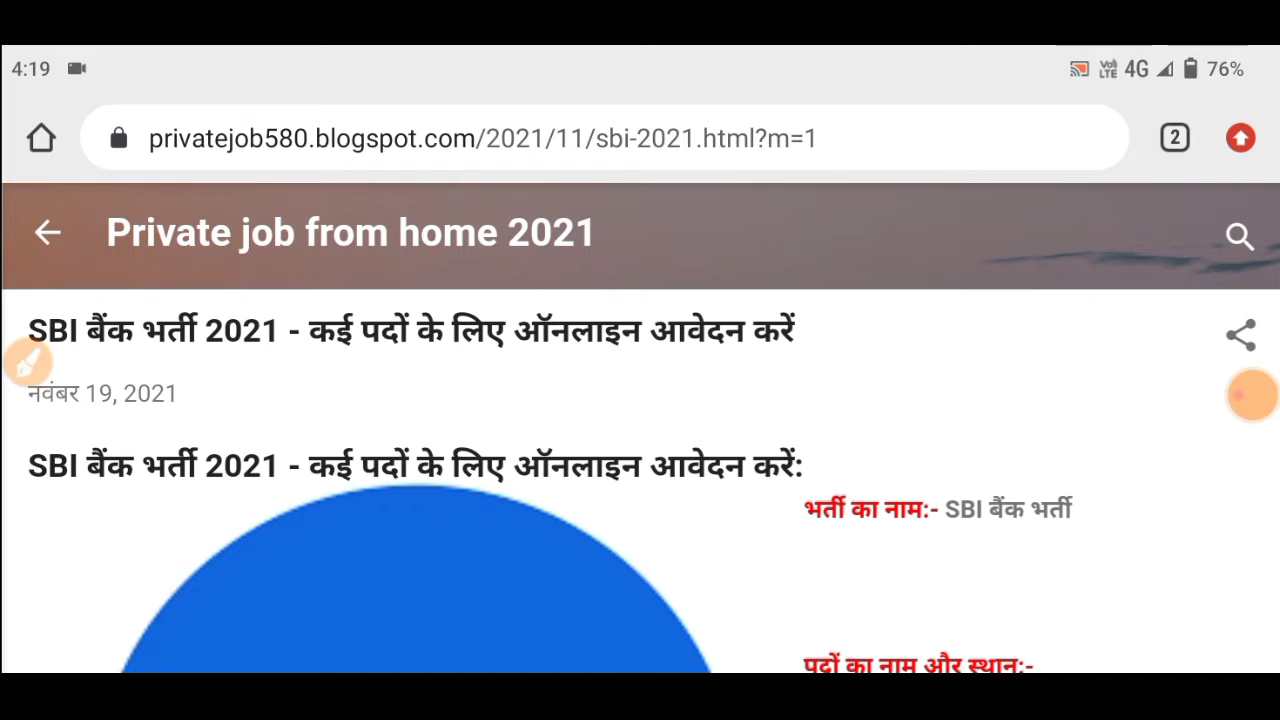 4:19 VoLTE 4G 76%
privatejob580.blogspot.com/2021/11/sbi-2021.html?m=1 2
Private job from home 2021
SBI बैंक भर्ती 2021 - कई पदों के लिए ऑनलाइन आवेदन करें
नवंबर 19, 2021
SBI बैंक भर्ती 2021 - कई पदों के लिए ऑनलाइन आवेदन करें:
भर्ती का नाम:- SBI बैंक भर्ती
पदों का नाम और स्थान:-